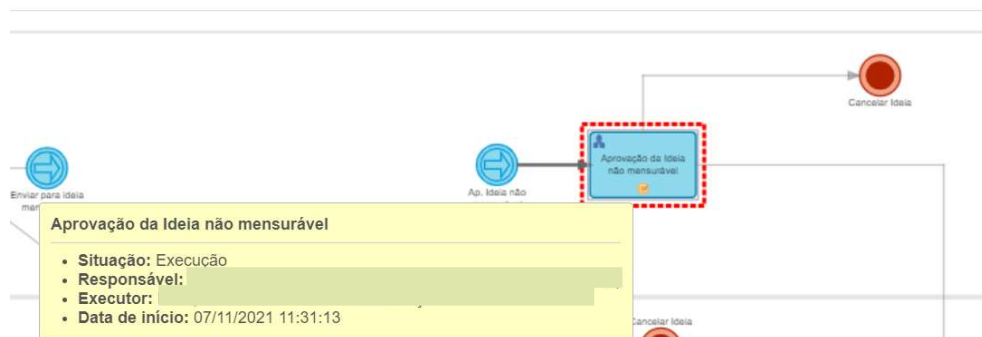 Cancelar Ideia
Aprovação da Ideia
não mensurável
Enviar para ideia
Ap. Ideia não
Aprovação da Ideia não mensurável
Situação: Execução
Responsável:
Executor:
Data de início: 07/11/2021 11:31:13
Cancelar Ideia